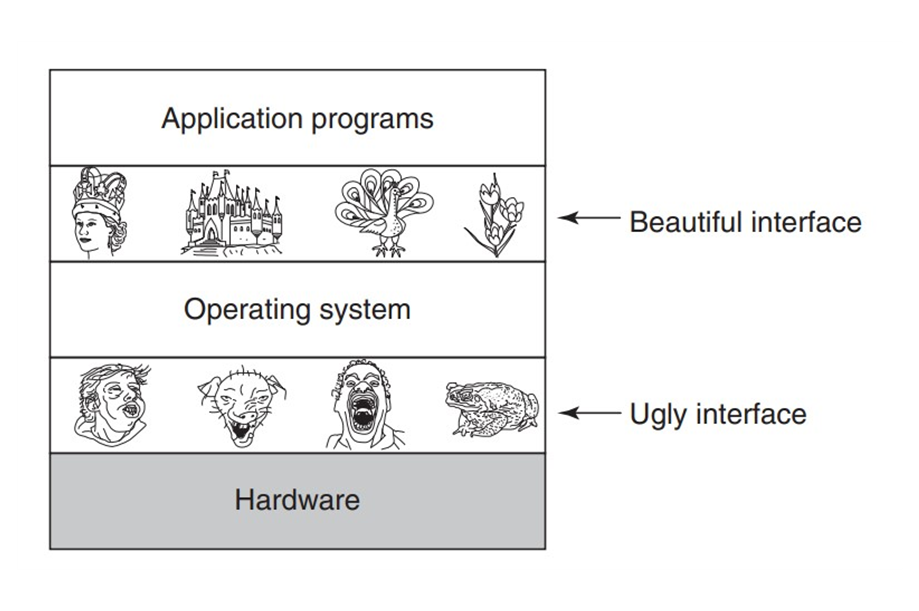 Application programs
Beautiful interface
Operating system
Ugly interface
Hardware